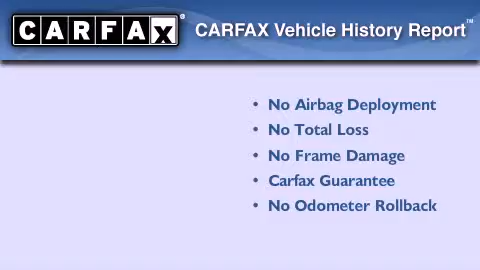 CARFAX® CARFAX Vehicle History Report™
• No Airbag Deployment
• No Total Loss
• No Frame Damage
• Carfax Guarantee
• No Odometer Rollback